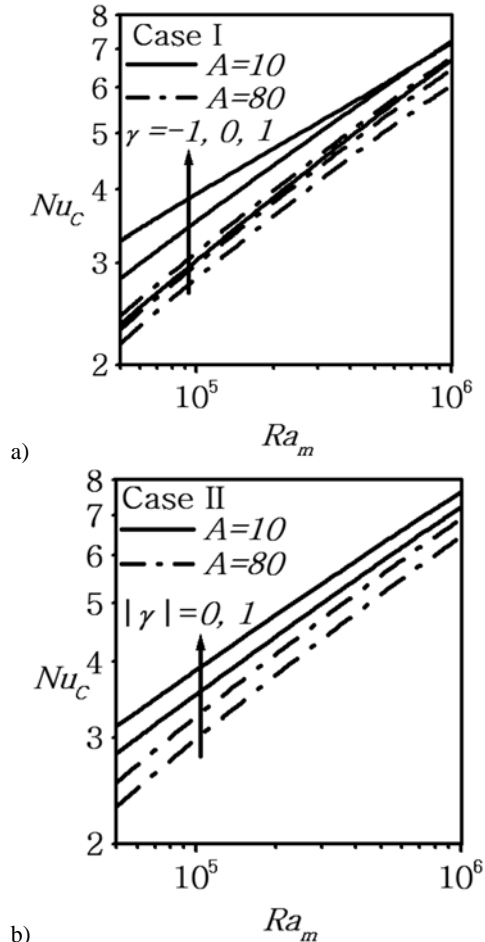 8
7
6
5
4
3
2
Case I
A=10
A=80
γ =−1, 0, 1
Nu_C
10^5
10^6
Ra_m
a)
8
7
6
5
4
3
2
Case II
A=10
A=80
|γ|=0, 1
Nu_C
10^5
10^6
Ra_m
b)